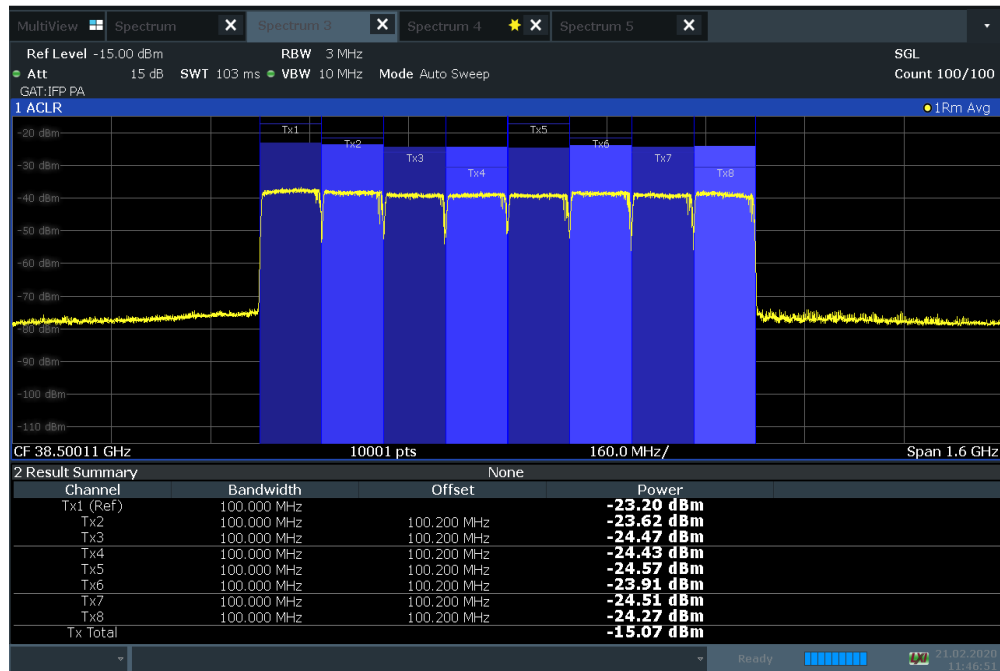 MultiView Spectrum X Spectrum 3 X Spectrum 4 X Spectrum 5 X
Ref Level -15.00 dBm RBW 3 MHz SGL
Att 15 dB SWT 103 ms VBW 10 MHz Mode Auto Sweep Count 100/100
GAT:IFP PA
1 ACLR 1Rm Avg
-20 dBm
Tx1 Tx5
Tx2 Tx6
Tx3 Tx7
-30 dBm
Tx4 Tx8
-40 dBm
-50 dBm
-60 dBm
-70 dBm
-80 dBm
-90 dBm
-100 dBm
-110 dBm
CF 38.50011 GHz 10001 pts 160.0 MHz/ Span 1.6 GHz
2 Result Summary None
Channel Bandwidth Offset Power
Tx1 (Ref) 100.000 MHz -23.20 dBm
Tx2 100.000 MHz 100.200 MHz -23.62 dBm
Tx3 100.000 MHz 100.200 MHz -24.47 dBm
Tx4 100.000 MHz 100.200 MHz -24.43 dBm
Tx5 100.000 MHz 100.200 MHz -24.57 dBm
Tx6 100.000 MHz 100.200 MHz -23.91 dBm
Tx7 100.000 MHz 100.200 MHz -24.51 dBm
Tx8 100.000 MHz 100.200 MHz -24.27 dBm
Tx Total -15.07 dBm
Ready 21.02.2020
11:46:51